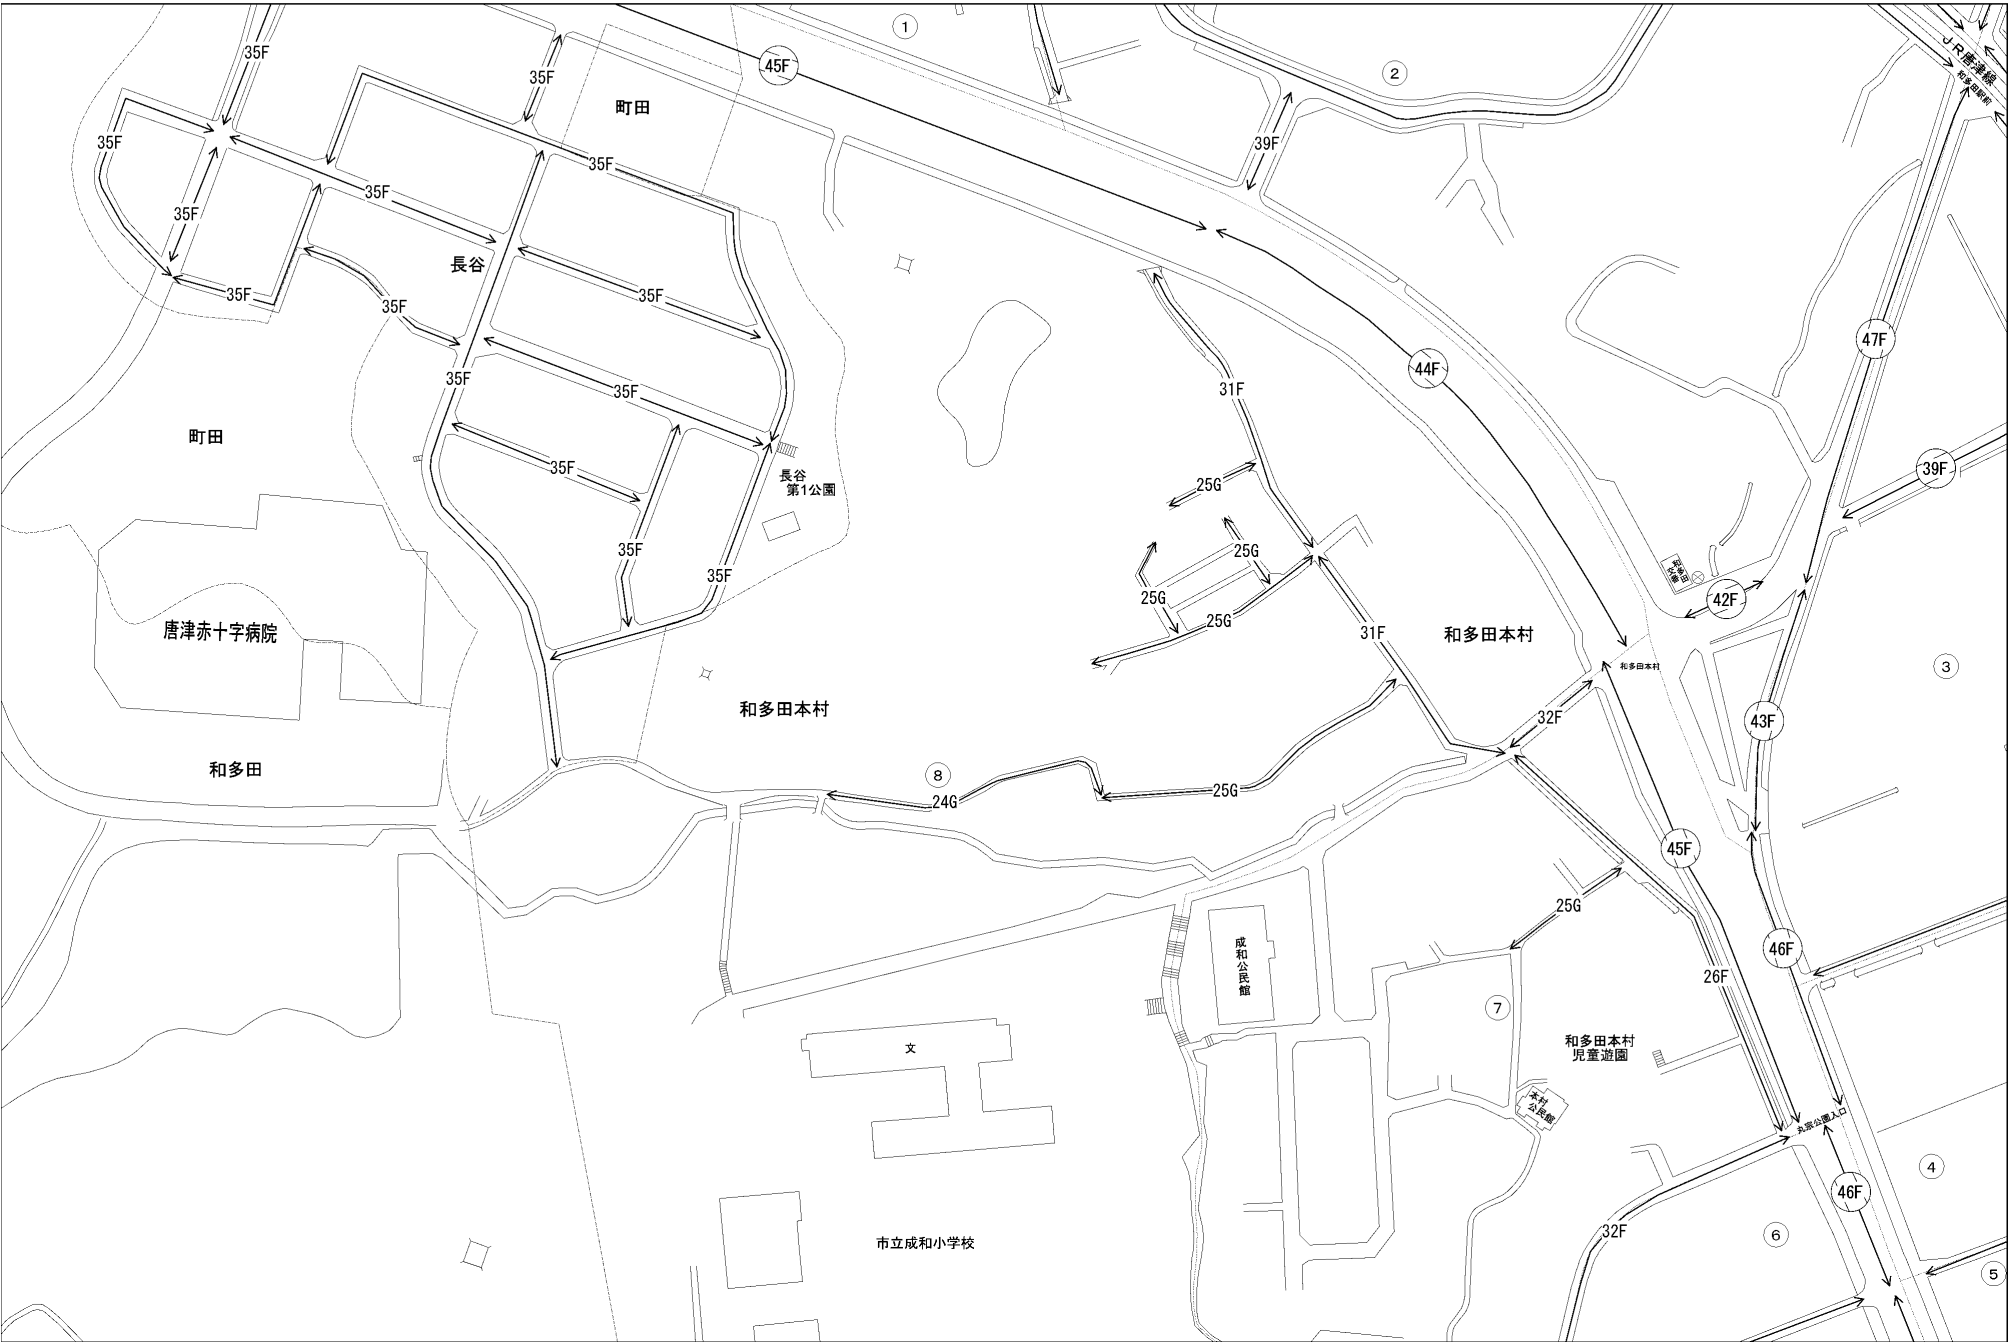 ①
45F
35F
35F
町田
②
JR唐津線
和多田駅前
39F
35F
35F
35F
35F
35F
長谷
35F
35F
35F
47F
44F
35F
35F
31F
町田
35F
39F
25G
長谷
第1公園
35F
25G
35F
和多田
交番
25G
42F
唐津赤十字病院
25G
31F
和多田本村
和多田本村
③
和多田本村
32F
43F
和多田
⑧
24G
25G
45F
25G
成和公民館
46F
26F
⑦
文
和多田本村
児童遊園
本村
公民館
丸宗公園入口
④
46F
32F
⑥
市立成和小学校
⑤